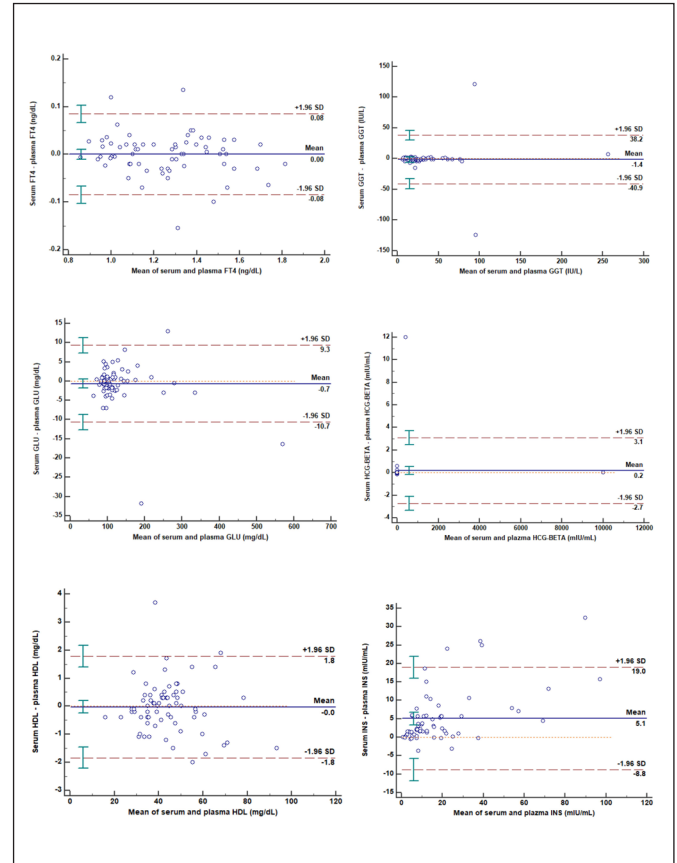 0.2
0.1
0.0
-0.1
-0.2
Serum FT4 - plasma FT4 (ng/dL)
+1.96 SD
0.08
Mean
0.00
-1.96 SD
-0.08
0.8 1.0 1.2 1.4 1.6 1.8 2.0
Mean of serum and plasma FT4 (ng/dL)
150
100
50
0
-50
-100
-150
Serum GGT - plasma GGT (IU/L)
+1.96 SD
38.2
Mean
-1.4
-1.96 SD
-40.9
0 50 100 150 200 250 300
Mean of serum and plasma GGT (IU/L)
15
10
5
0
-5
-10
-15
-20
-25
-30
-35
Serum GLU - plasma GLU (mg/dL)
+1.96 SD
9.3
Mean
-0.7
-1.96 SD
-10.7
0 100 200 300 400 500 600 700
Mean of serum and plasma GLU (mg/dL)
12
10
8
6
4
2
0
-2
-4
Serum HCG-BETA - plazma HCG-BETA (mIU/mL)
+1.96 SD
3.1
Mean
0.2
-1.96 SD
-2.7
0 2000 4000 6000 8000 10000 12000
Mean of serum and plazma HCG-BETA (mIU/mL)
4
3
2
1
0
-1
-2
-3
Serum HDL - plazma HDL (mg/dL)
+1.96 SD
1.8
Mean
-0.0
-1.96 SD
-1.8
0 20 40 60 80 100 120
Mean of serum and plazma HDL (mg/dL)
35
30
25
20
15
10
5
0
-5
-10
-15
Serum INS - plazma INS (mIU/mL)
+1.96 SD
19.0
Mean
5.1
-1.96 SD
-8.8
0 20 40 60 80 100 120
Mean of serum and plazma INS (mIU/mL)